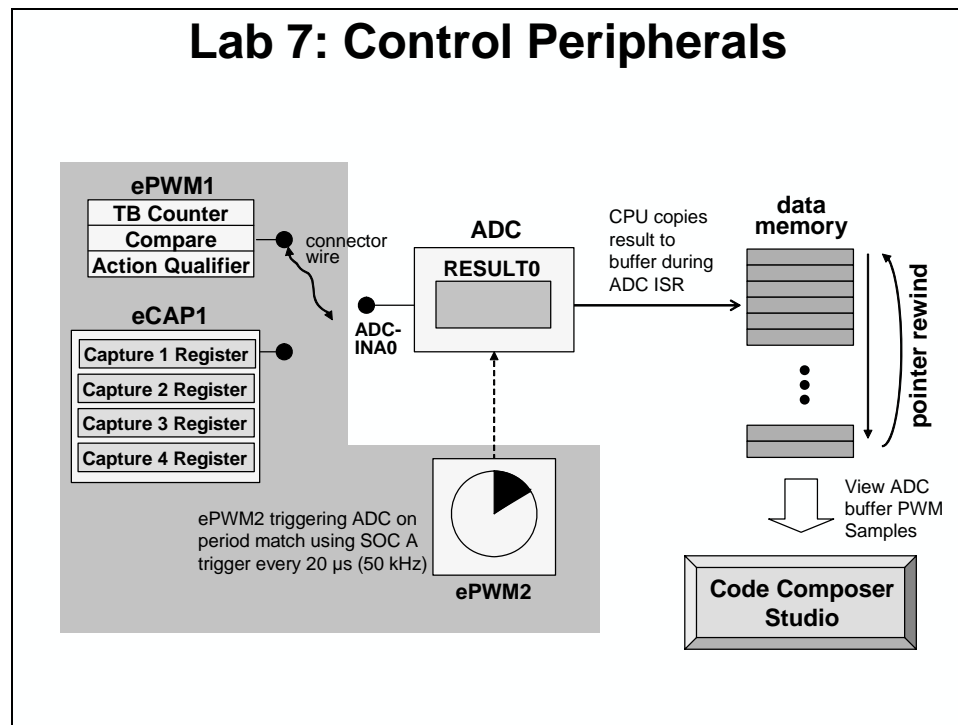 Lab 7: Control Peripherals
ePWM1
TB Counter
Compare
Action Qualifier
connector
wire
eCAP1
Capture 1 Register
Capture 2 Register
Capture 3 Register
Capture 4 Register
ADC
RESULT0
ADC-
INA0
CPU copies
result to
buffer during
ADC ISR
data
memory
pointer rewind
ePWM2 triggering ADC on
period match using SOC A
trigger every 20 µs (50 kHz)
ePWM2
View ADC
buffer PWM
Samples
Code Composer
Studio